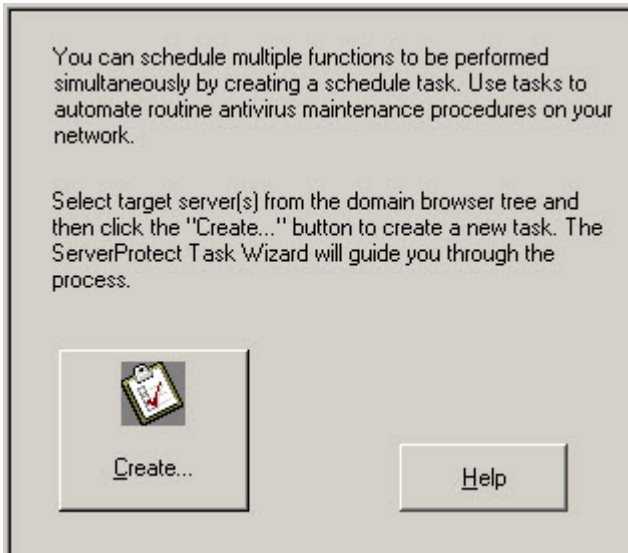 You can schedule multiple functions to be performed
simultaneously by creating a schedule task. Use tasks to
automate routine antivirus maintenance procedures on your
network.
Select target server(s) from the domain browser tree and
then click the "Create..." button to create a new task. The
ServerProtect Task Wizard will guide you through the
process.
Create...
Help